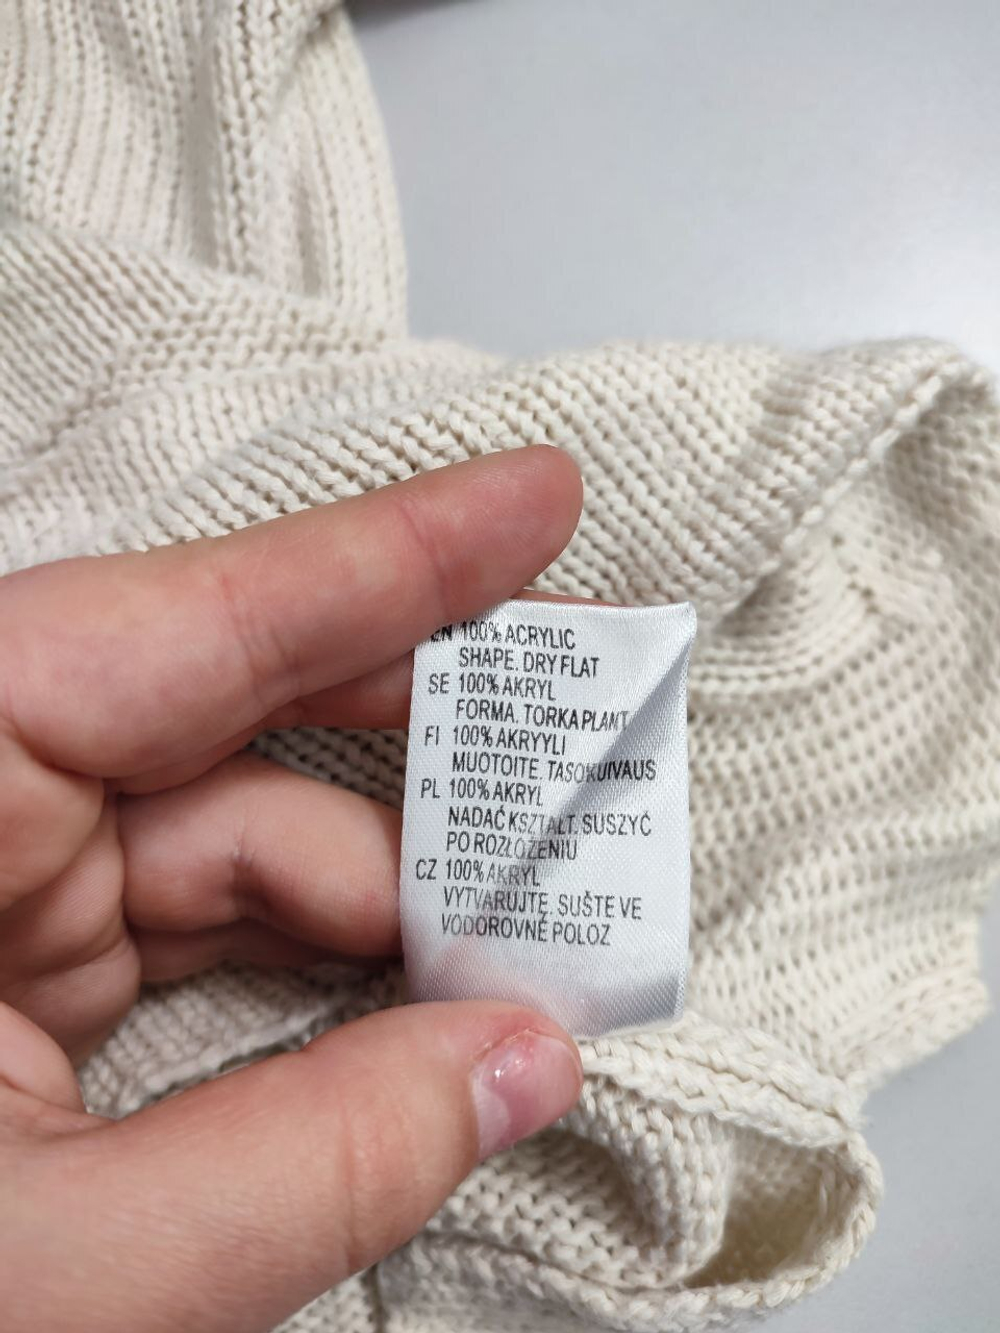 EN 100% ACRYLIC
SHAPE. DRY FLAT
SE 100% AKRYL
FORMA. TORKA PLANT
FI 100% AKRYYLI
MUOTOITE. TASOKUIVAUS
PL 100% AKRYL
NADAĆ KSZTAŁT. SUSZYĆ
PO ROZŁOŻENIU
CZ 100% AKRYL
VYTVARUJTE. SUŠTE VE
VODOROVNÉ POLOZ